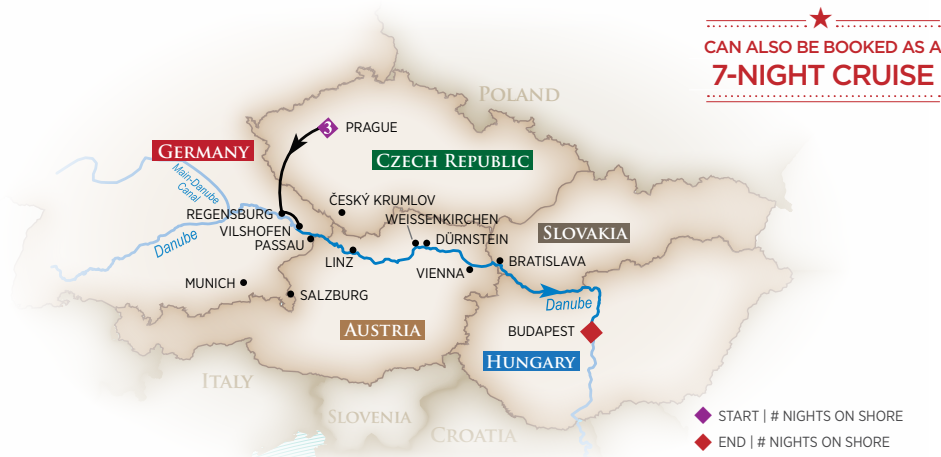 CAN ALSO BE BOOKED AS A
7-NIGHT CRUISE
POLAND
3
PRAGUE
GERMANY
CZECH REPUBLIC
Main-Danube
Canal
ČESKÝ KRUMLOV
REGENSBURG
WEISSENKIRCHEN
VILSHOFEN
PASSAU
DÜRNSTEIN
SLOVAKIA
Danube
LINZ
VIENNA
BRATISLAVA
MUNICH
SALZBURG
Danube
AUSTRIA
BUDAPEST
HUNGARY
ITALY
SLOVENIA
CROATIA
START | # NIGHTS ON SHORE
END | # NIGHTS ON SHORE